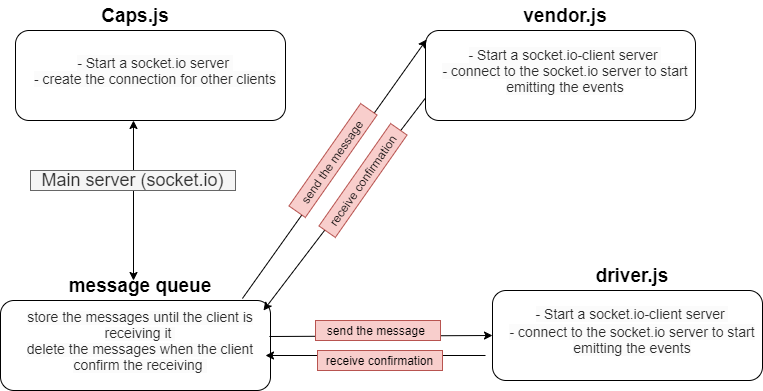 Caps.js
- Start a socket.io server
- create the connection for other clients
vendor.js
- Start a socket.io-client server
- connect to the socket.io server to start
emitting the events
send the message
receive confirmation
Main server (socket.io)
message queue
store the messages until the client is
receiving it
delete the messages when the client
confirm the receiving
send the message
receive confirmation
driver.js
- Start a socket.io-client server
- connect to the socket.io server to start
emitting the events